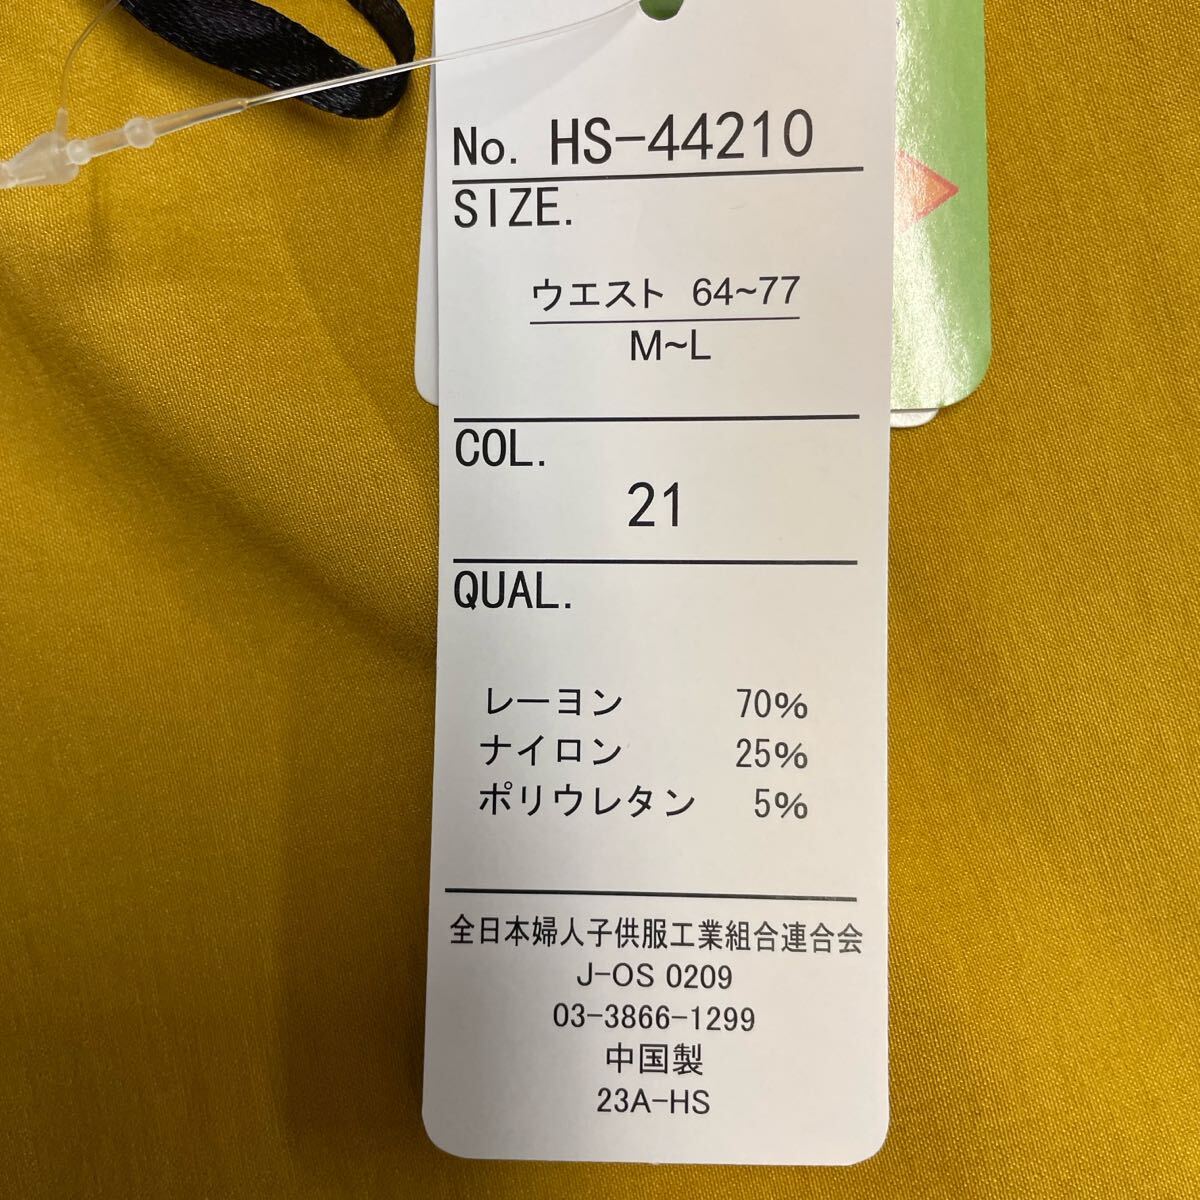 No. HS-44210
SIZE.
ウエスト 64~77
M~L
COL.
21
QUAL.
レーヨン 70%
ナイロン 25%
ポリウレタン 5%
全日本婦人子供服工業組合連合会
J-OS 0209
03-3866-1299
中国製
23A-HS